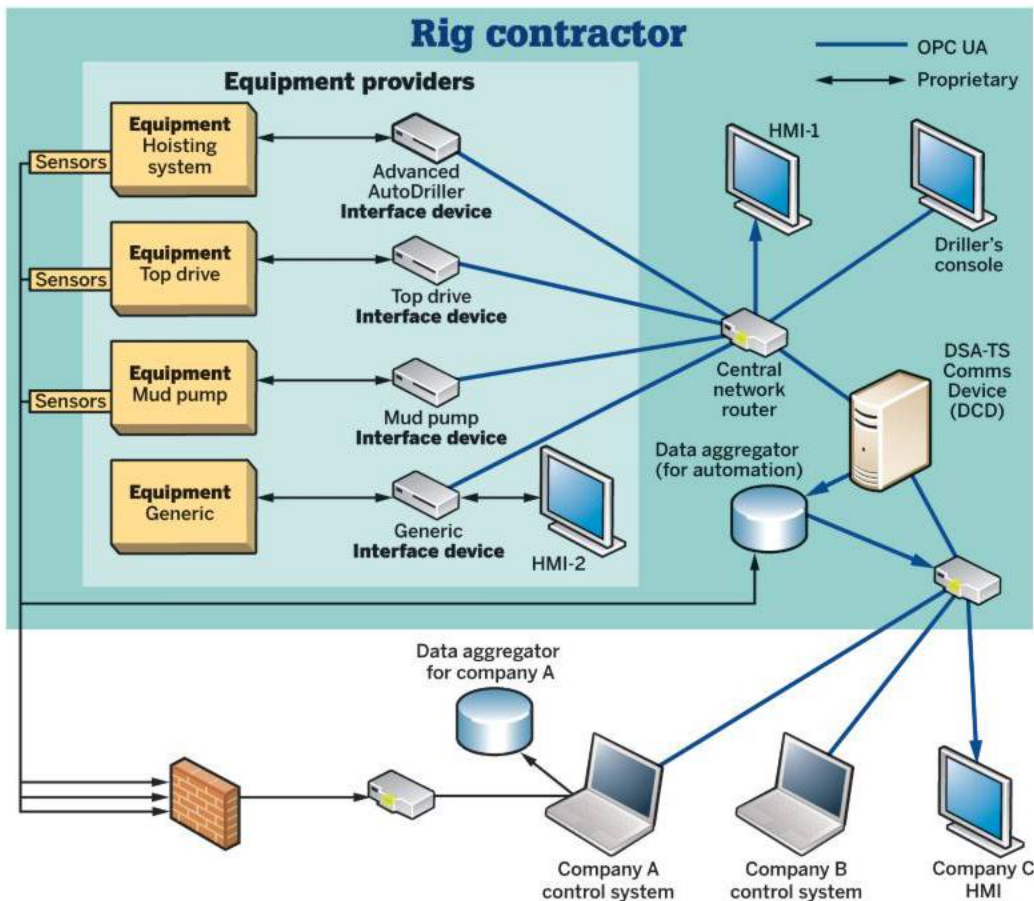 Rig contractor
OPC UA
Proprietary
Equipment providers
Equipment
Hoisting
system
Sensors
Advanced
AutoDriller
Interface device
HMI-1
Driller's
console
Equipment
Top drive
Sensors
Top drive
Interface device
Equipment
Mud pump
Sensors
Mud pump
Interface device
Central
network
router
DSA-TS
Comms
Device
(DCD)
Data aggregator
(for automation)
Equipment
Generic
Generic
Interface device
HMI-2
Data aggregator
for company A
Company A
control system
Company B
control system
Company C
HMI